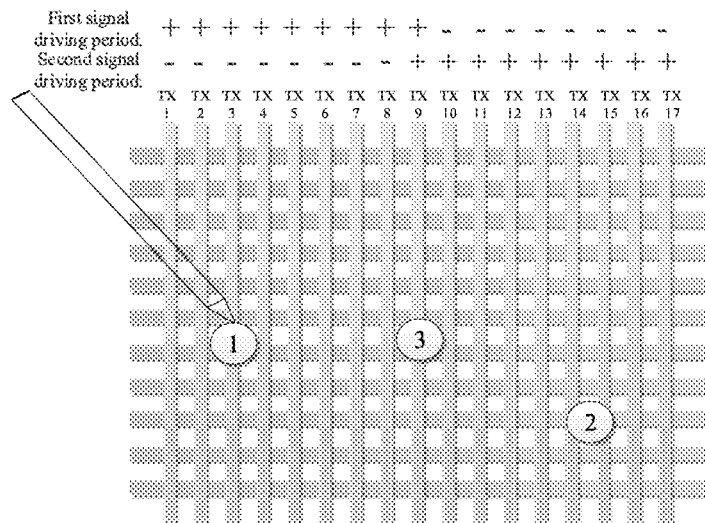 First signal
driving period:
+ + + + + + + + + - - - - - - - -
Second signal
driving period:
- - - - - - - - + + + + + + + + +
TX TX TX TX TX TX TX TX TX TX TX TX TX TX TX TX TX
1 2 3 4 5 6 7 8 9 10 11 12 13 14 15 16 17
1
3
2